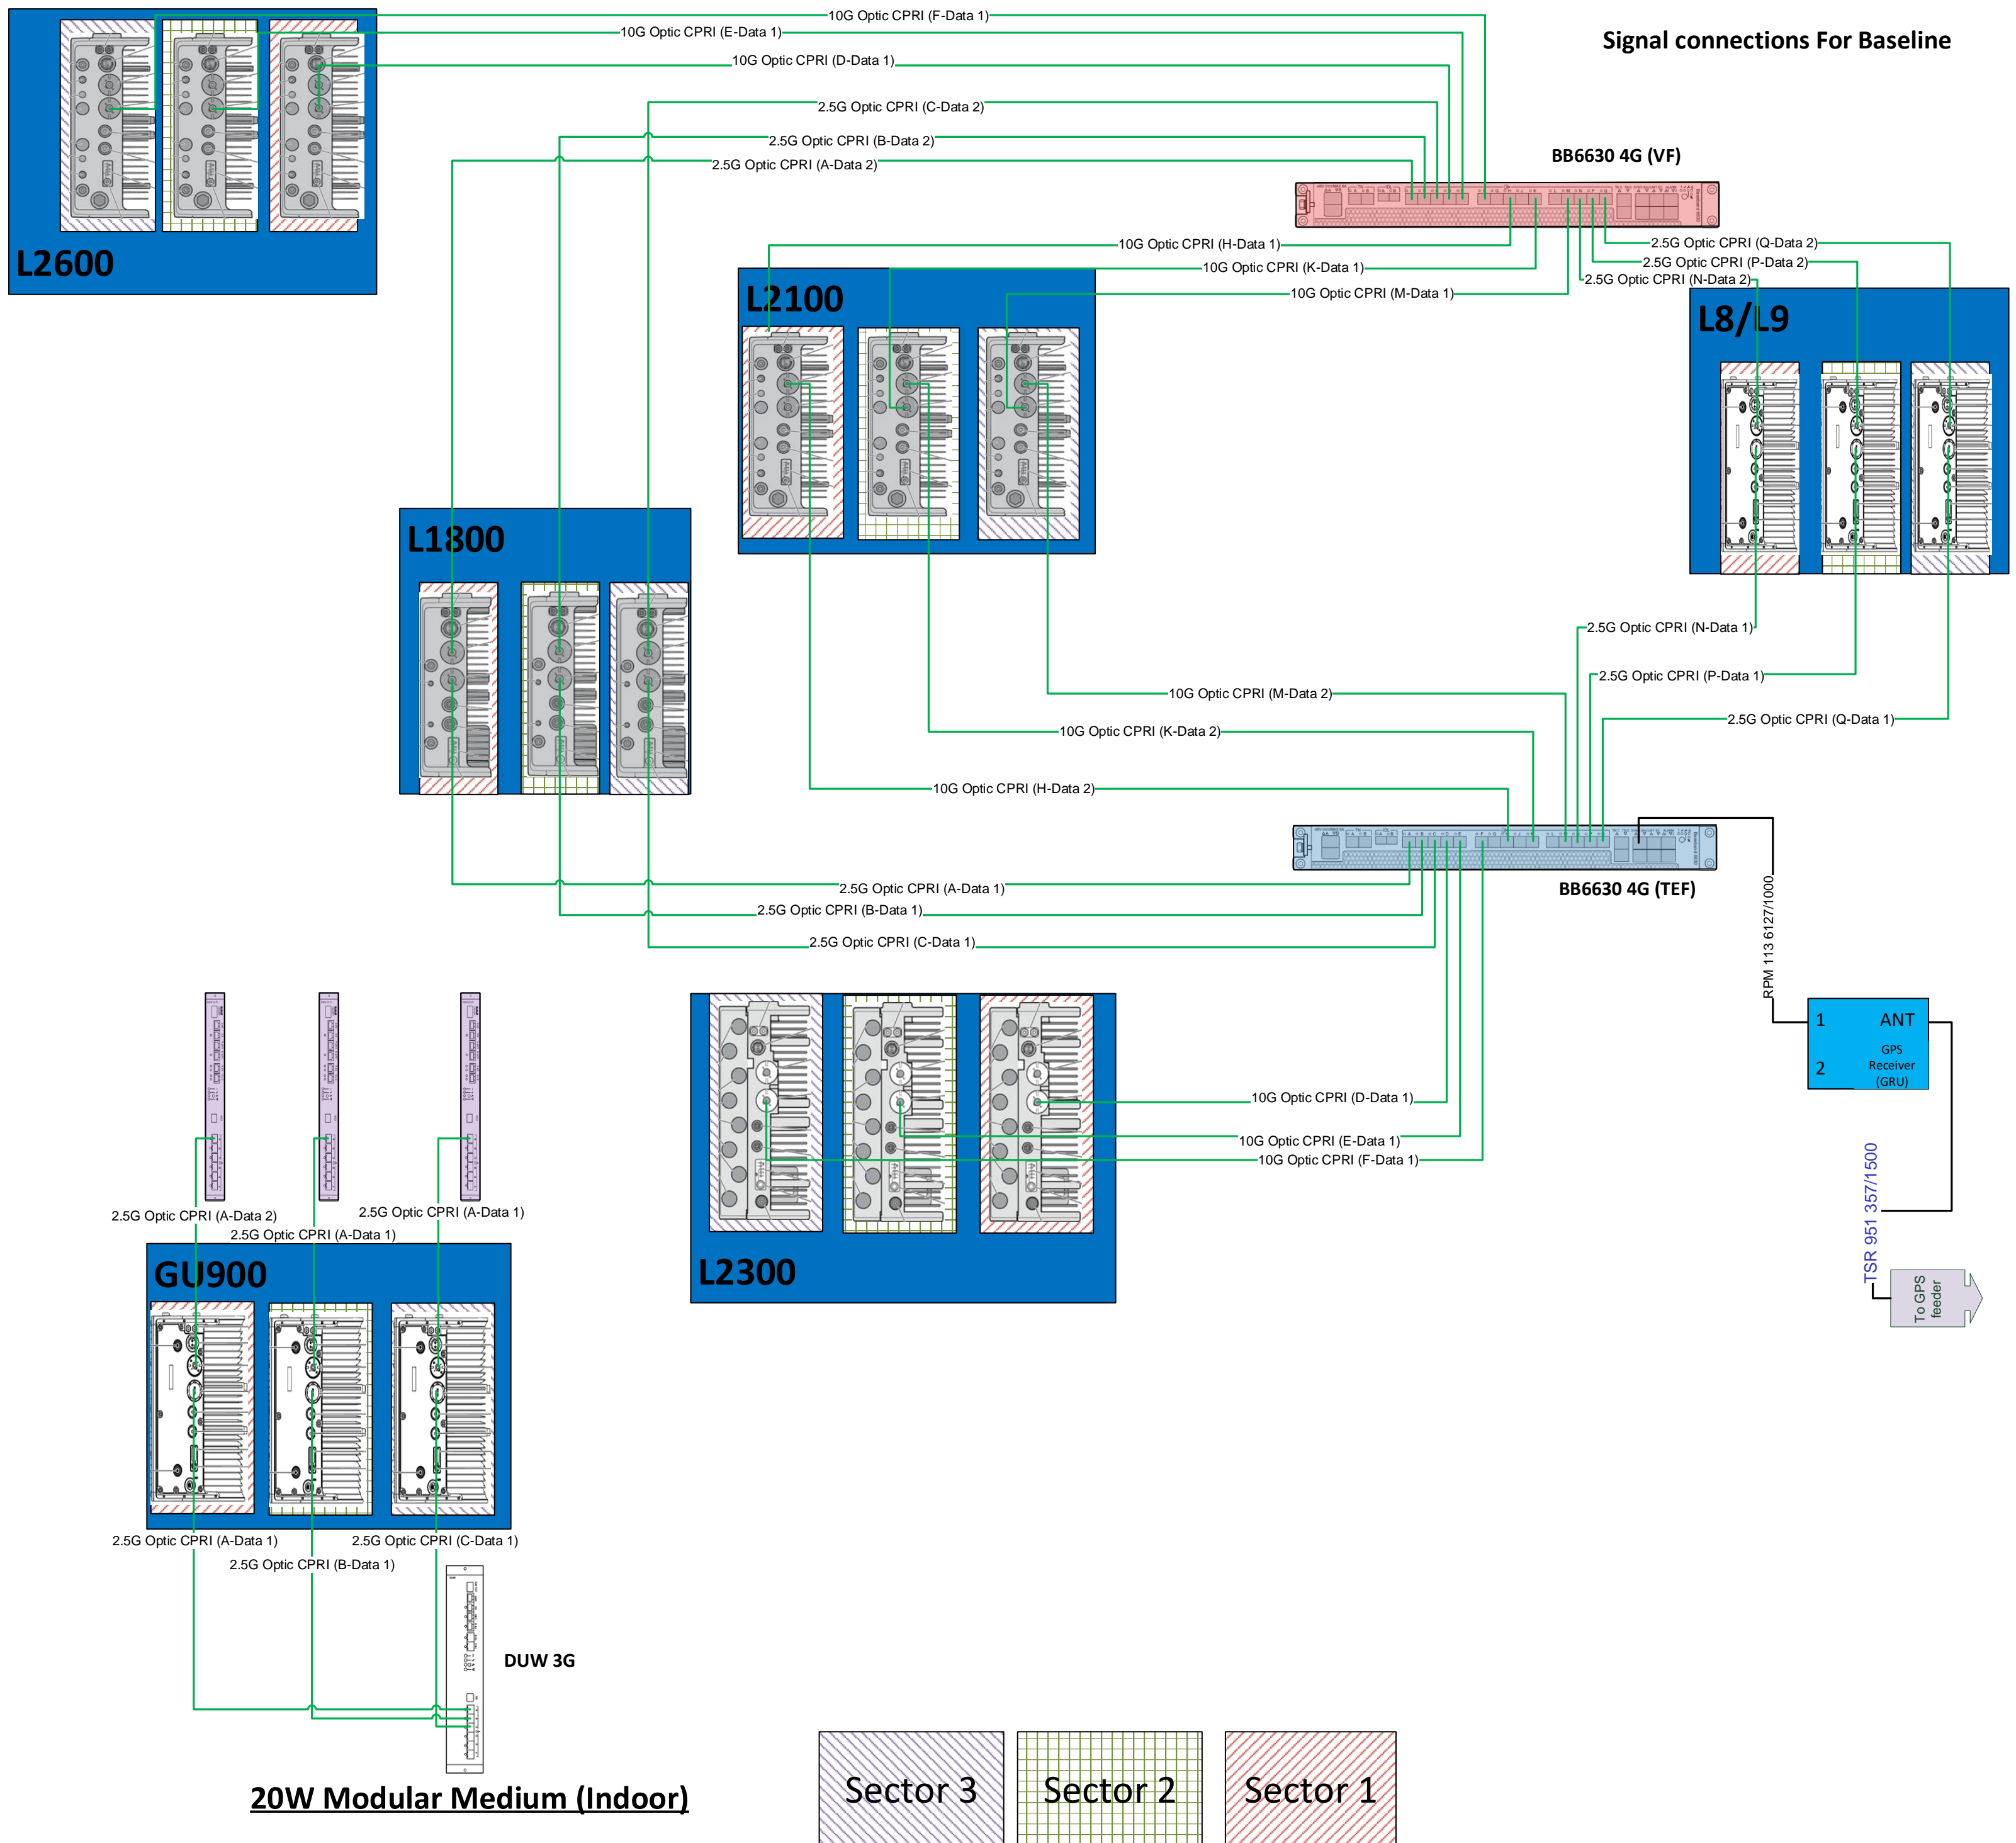 10G Optic CPRI (F-Data 1)
10G Optic CPRI (E-Data 1)
Signal connections For Baseline
10G Optic CPRI (D-Data 1)
2.5G Optic CPRI (C-Data 2)
2.5G Optic CPRI (B-Data 2)
2.5G Optic CPRI (A-Data 2)
BB6630 4G (VF)
L2600
10G Optic CPRI (H-Data 1)
10G Optic CPRI (K-Data 1)
10G Optic CPRI (M-Data 1)
2.5G Optic CPRI (Q-Data 2)
2.5G Optic CPRI (P-Data 2)
2.5G Optic CPRI (N-Data 2)
L2100
L8/L9
L1800
2.5G Optic CPRI (N-Data 1)
2.5G Optic CPRI (P-Data 1)
2.5G Optic CPRI (Q-Data 1)
10G Optic CPRI (M-Data 2)
10G Optic CPRI (K-Data 2)
10G Optic CPRI (H-Data 2)
A B C D E
BB6630 4G (TEF)
2.5G Optic CPRI (A-Data 1)
2.5G Optic CPRI (B-Data 1)
2.5G Optic CPRI (C-Data 1)
RPM 113 6127/1000
1 ANT
GPS
2 Receiver
(GRU)
10G Optic CPRI (D-Data 1)
10G Optic CPRI (E-Data 1)
10G Optic CPRI (F-Data 1)
TSR 951 357/1500
To GPS
feeder
L2300
2.5G Optic CPRI (A-Data 2)
2.5G Optic CPRI (A-Data 1)
2.5G Optic CPRI (A-Data 1)
GU900
2.5G Optic CPRI (A-Data 1)
2.5G Optic CPRI (B-Data 1)
2.5G Optic CPRI (C-Data 1)
DUW 3G
20W Modular Medium (Indoor)
Sector 3
Sector 2
Sector 1